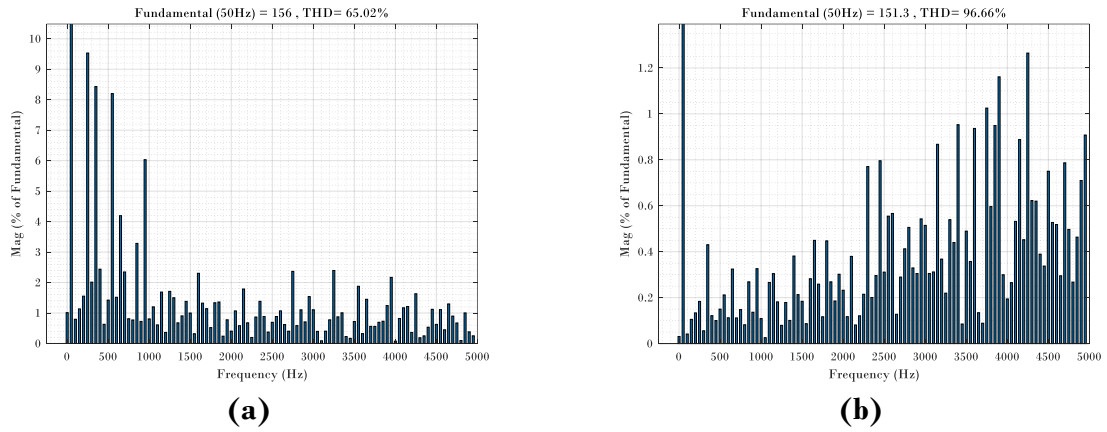 Fundamental (50Hz) = 156 , THD= 65.02%
10
9
8
7
6
5
4
3
2
1
0
Mag (% of Fundamental)
0 500 1000 1500 2000 2500 3000 3500 4000 4500 5000
Frequency (Hz)
(a)
Fundamental (50Hz) = 151.3 , THD= 96.66%
1.2
1
0.8
0.6
0.4
0.2
0
Mag (% of Fundamental)
0 500 1000 1500 2000 2500 3000 3500 4000 4500 5000
Frequency (Hz)
(b)